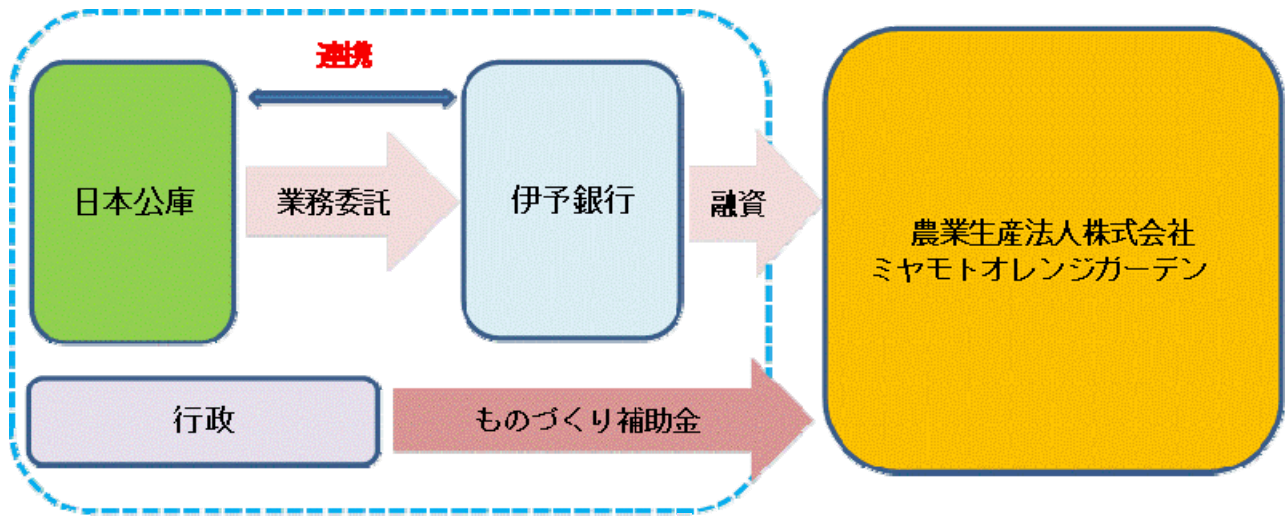 連携
日本公庫
業務委託
伊予銀行
融資
農業生産法人株式会社
ミヤモトオレンジガーデン
行政
ものづくり補助金